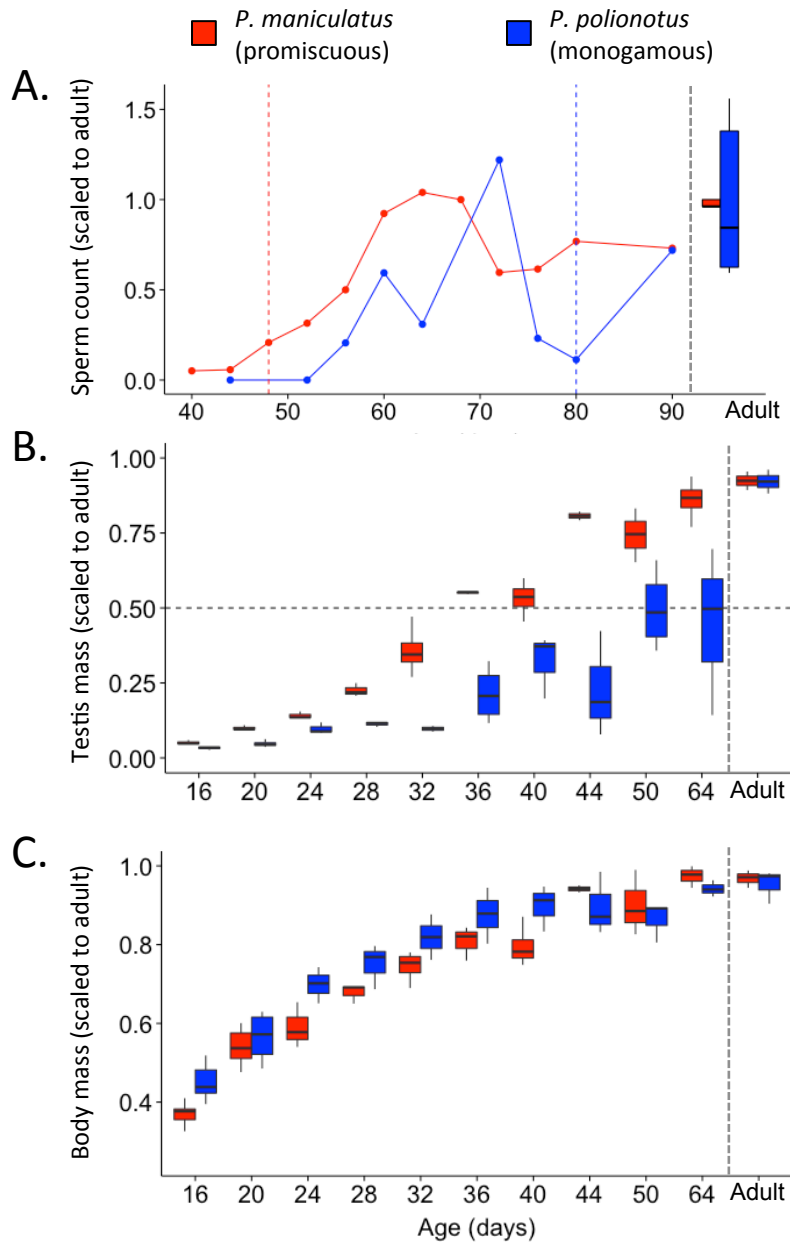 P. maniculatus
(promiscuous)
P. polionotus
(monogamous)
A.
Sperm count (scaled to adult)
1.5
1.0
0.5
0.0
40 50 60 70 80 90 Adult
B.
Testis mass (scaled to adult)
1.00
0.75
0.50
0.25
0.00
16 20 24 28 32 36 40 44 50 64 Adult
C.
Body mass (scaled to adult)
1.0
0.8
0.6
0.4
16 20 24 28 32 36 40 44 50 64 Adult
Age (days)